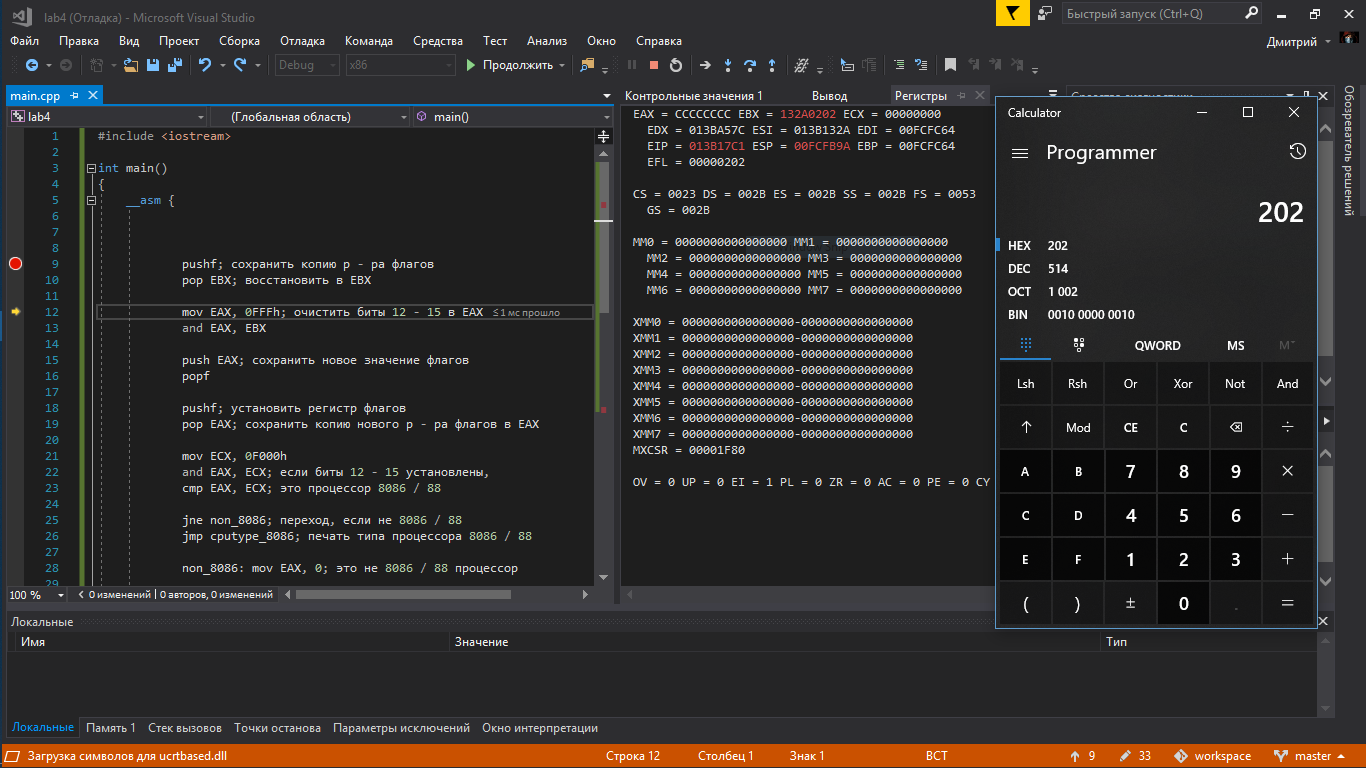 lab4 (Отладка) - Microsoft Visual Studio
Быстрый запуск (Ctrl+Q)
Файл Правка Вид Проект Сборка Отладка Команда Средства Тест Анализ Окно Справка
Дмитрий
Debug x86 Продолжить
main.cpp
Контрольные значения 1 Вывод Регистры
lab4 (Глобальная область) main()
1 #include <iostream>
2
3 int main()
4 {
5 __asm {
6
7
8
9 pushf; сохранить копию р - ра флагов
10 pop EBX; восстановить в EBX
11
12 mov EAX, 0FFFh; очистить биты 12 - 15 в EAX ≤1 мс прошло
13 and EAX, EBX
14
15 push EAX; сохранить новое значение флагов
16 popf
17
18 pushf; установить регистр флагов
19 pop EAX; сохранить копию нового р - ра флагов в EAX
20
21 mov ECX, 0F000h
22 and EAX, ECX; если биты 12 - 15 установлены,
23 cmp EAX, ECX; это процессор 8086 / 88
24
25 jne non_8086; переход, если не 8086 / 88
26 jmp cputype_8086; печать типа процессора 8086 / 88
27
28 non_8086: mov EAX, 0; это не 8086 / 88 процессор
29
100 % 0 изменений | 0 авторов, 0 изменений
EAX = CCCCCCCC EBX = 132A0202 ECX = 00000000
EDX = 013BA57C ESI = 013B132A EDI = 00FCFC64
EIP = 013B17C1 ESP = 00FCFB9A EBP = 00FCFC64
EFL = 00000202
CS = 0023 DS = 002B ES = 002B SS = 002B FS = 0053
GS = 002B
MM0 = 0000000000000000 MM1 = 0000000000000000
MM2 = 0000000000000000 MM3 = 0000000000000000
MM4 = 0000000000000000 MM5 = 0000000000000000
MM6 = 0000000000000000 MM7 = 0000000000000000
XMM0 = 0000000000000000-0000000000000000
XMM1 = 0000000000000000-0000000000000000
XMM2 = 0000000000000000-0000000000000000
XMM3 = 0000000000000000-0000000000000000
XMM4 = 0000000000000000-0000000000000000
XMM5 = 0000000000000000-0000000000000000
XMM6 = 0000000000000000-0000000000000000
XMM7 = 0000000000000000-0000000000000000
MXCSR = 00001F80
OV = 0 UP = 0 EI = 1 PL = 0 ZR = 0 AC = 0 PE = 0 CY
Calculator
Programmer
202
HEX 202
DEC 514
OCT 1 002
BIN 0010 0000 0010
QWORD MS M
Lsh Rsh Or Xor Not And
↑ Mod CE C ⌫ ÷
A B 7 8 9 ×
C D 4 5 6 −
E F 1 2 3 +
( ) ± 0 . =
Обозреватель решений
Локальные
Имя Значение Тип
Локальные Память 1 Стек вызовов Точки останова Параметры исключений Окно интерпретации
Загрузка символов для ucrtbased.dll Строка 12 Столбец 1 Знак 1 ВСТ 9 33 workspace master